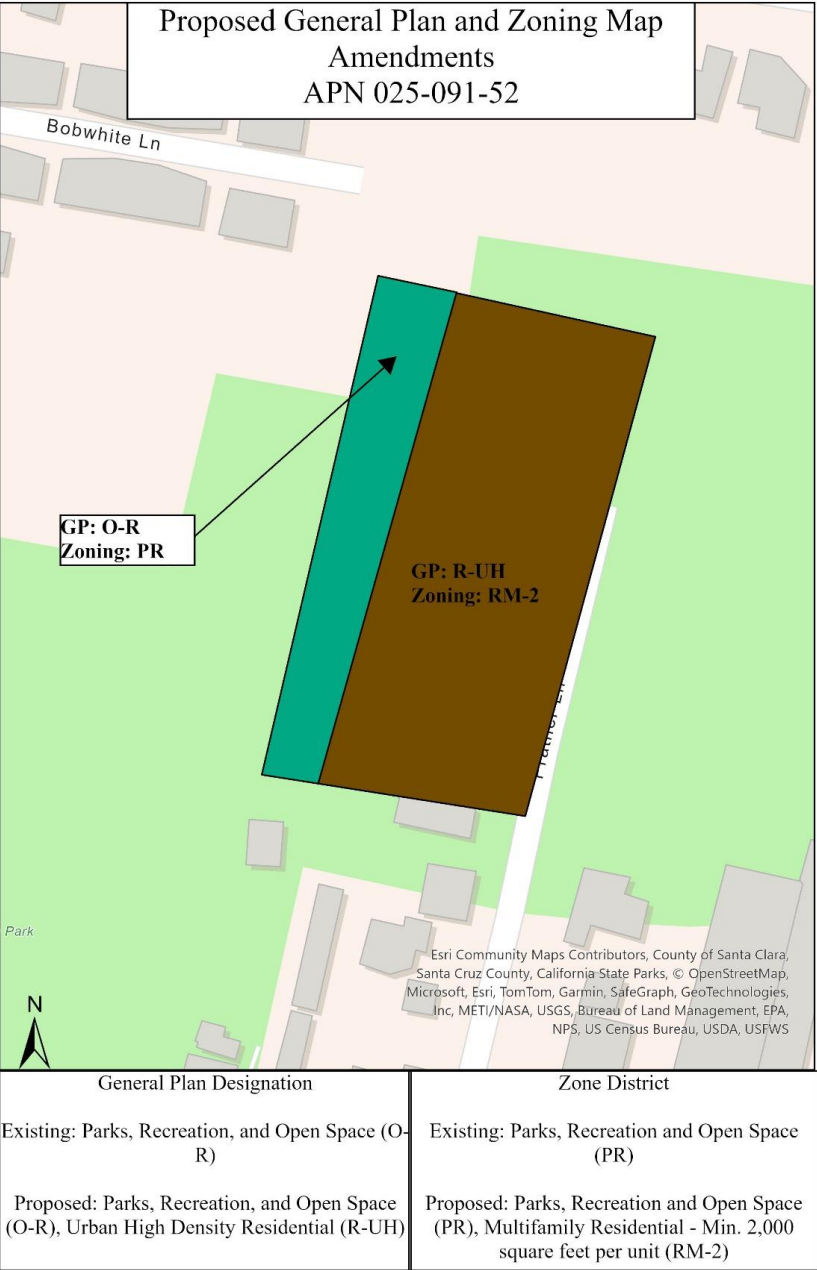 Proposed General Plan and Zoning Map
Amendments
APN 025-091-52
Bobwhite Ln
GP: O-R
Zoning: PR
GP: R-UH
Zoning: RM-2
Park
Esri Community Maps Contributors, County of Santa Clara,
Santa Cruz County, California State Parks, © OpenStreetMap,
Microsoft, Esri, TomTom, Garmin, SafeGraph, GeoTechnologies,
Inc, METI/NASA, USGS, Bureau of Land Management, EPA,
NPS, US Census Bureau, USDA, USFWS
N
General Plan Designation
Existing: Parks, Recreation, and Open Space (O-
R)
Proposed: Parks, Recreation, and Open Space
(O-R), Urban High Density Residential (R-UH)
Zone District
Existing: Parks, Recreation and Open Space
(PR)
Proposed: Parks, Recreation and Open Space
(PR), Multifamily Residential - Min. 2,000
square feet per unit (RM-2)